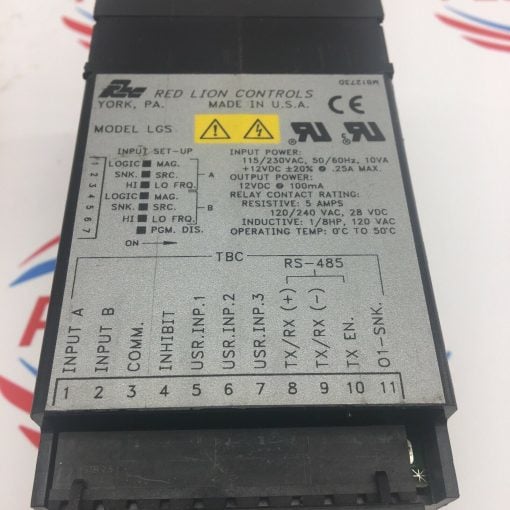 RED LION CONTROLS
YORK, PA. MADE IN U.S.A.
MB12730
MODEL LGS
CE
INPUT SET-UP
LOGIC MAG.
SNK. SRC. A
HI LO FRQ.
LOGIC MAG.
SNK. SRC. B
HI LO FRQ.
PGM. DIS.
1 2 3 4 5 6 7
ON
INPUT POWER:
115/230VAC, 50/60Hz, 10VA
+12VDC ±20% @ .25A MAX.
OUTPUT POWER:
12VDC @ 100mA
RELAY CONTACT RATING:
RESISTIVE: 5 AMPS
120/240 VAC, 28 VDC
INDUCTIVE: 1/8HP, 120 VAC
OPERATING TEMP: 0°C TO 50°C
TBC
RS-485
INPUT A
INPUT B
COMM.
INHIBIT
USR.INP.1
USR.INP.2
USR.INP.3
TX/RX (+)
TX/RX (-)
TX EN.
O1-SNK.
1 2 3 4 5 6 7 8 9 10 11